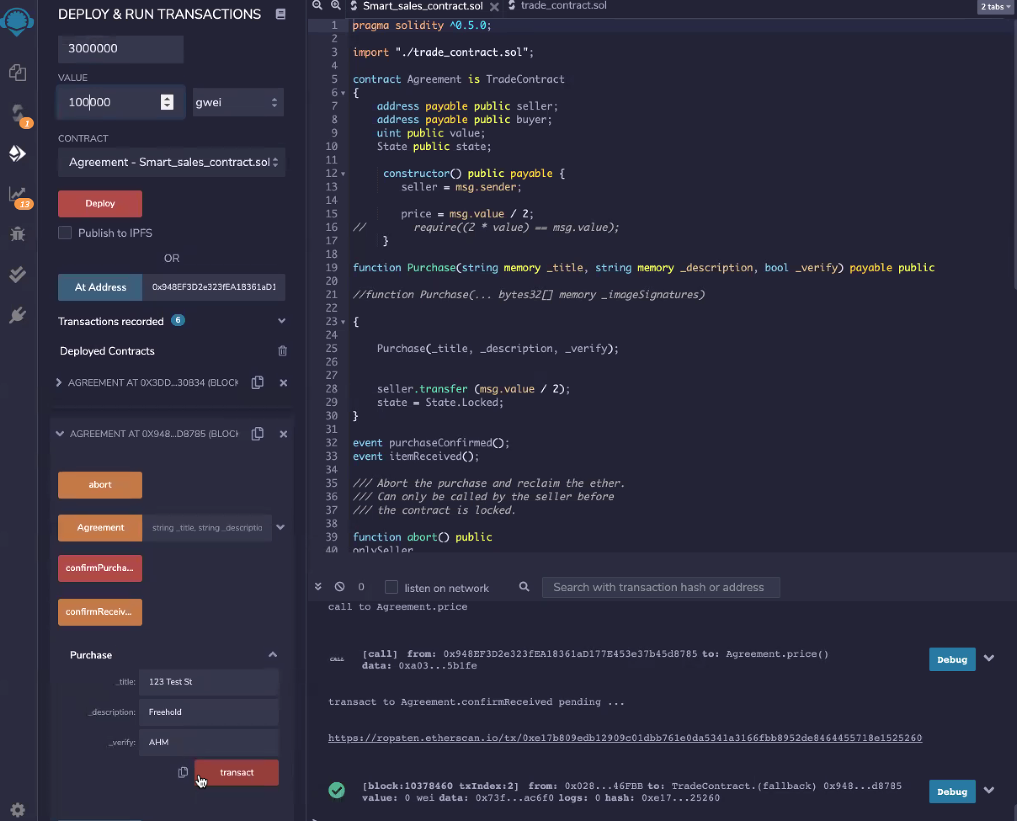 DEPLOY & RUN TRANSACTIONS
3000000
VALUE
100000
gwei
CONTRACT
Agreement - Smart_sales_contract.sol
Deploy
Publish to IPFS
OR
At Address
0x948EF3D2e323fEA18361aD1
Transactions recorded 6
Deployed Contracts
AGREEMENT AT 0X3DD...30834 (BLOCK
AGREEMENT AT 0X948...D8785 (BLOCK
abort
Agreement
string _title, string _descriptio
confirmPurcha...
confirmReceiv...
Purchase
_title:
123 Test St
_description:
Freehold
_verify:
AHM
transact
1
13
Smart_sales_contract.sol
trade_contract.sol
2 tabs
1 pragma solidity ^0.5.0;
2
3 import "./trade_contract.sol";
4
5 contract Agreement is TradeContract
6 {
7 address payable public seller;
8 address payable public buyer;
9 uint public value;
10 State public state;
11
12 constructor() public payable {
13 seller = msg.sender;
14
15 price = msg.value / 2;
16 // require((2 * value) == msg.value);
17 }
18
19 function Purchase(string memory _title, string memory _description, bool _verify) payable public
20
21 //function Purchase(... bytes32[] memory _imageSignatures)
22
23 {
24
25 Purchase(_title, _description, _verify);
26
27
28 seller.transfer (msg.value / 2);
29 state = State.Locked;
30 }
31
32 event purchaseConfirmed();
33 event itemReceived();
34
35 /// Abort the purchase and reclaim the ether.
36 /// Can only be called by the seller before
37 /// the contract is locked.
38
39 function abort() public
40 onlySeller
0
listen on network
Search with transaction hash or address
call to Agreement.price
CALL
[call] from: 0x948EF3D2e323fEA18361aD177E453e37b45d8785 to: Agreement.price()
data: 0xa03...5b1fe
Debug
transact to Agreement.confirmReceived pending ...
https://ropsten.etherscan.io/tx/0xe17b809edb12909c01dbb761e0da5341a3166fbb8952de8464455718e1525260
[block:10378460 txIndex:2] from: 0x028...46FBB to: TradeContract.(fallback) 0x948...d8785
value: 0 wei data: 0x73f...ac6f0 logs: 0 hash: 0xe17...25260
Debug